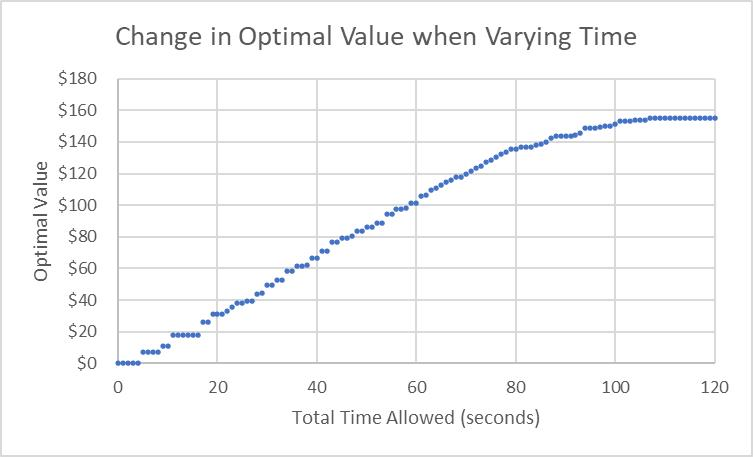 Change in Optimal Value when Varying Time
$180
$160
$140
$120
$100
$80
$60
$40
$20
$0
Optimal Value
0 20 40 60 80 100 120
Total Time Allowed (seconds)